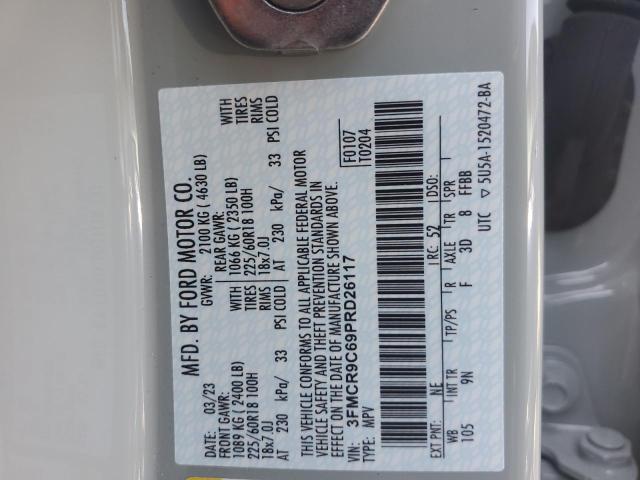 MFD. BY FORD MOTOR CO.
DATE: 03/23 GVWR: 2100 KG ( 4630 LB)
FRONT GAWR: REAR GAWR:
1089 KG ( 2400 LB) 1066 KG ( 2350 LB) WITH
225/60R18 100H 225/60R18 100H TIRES
18x7.0J RIMS 18x7.0J RIMS
AT 230 kPa/ 33 PSI COLD AT 230 kPa/ 33 PSI COLD
THIS VEHICLE CONFORMS TO ALL APPLICABLE FEDERAL MOTOR
VEHICLE SAFETY AND THEFT PREVENTION STANDARDS IN
EFFECT ON THE DATE OF MANUFACTURE SHOWN ABOVE.
VIN: 3FMCR9C69PRD26117 F0107
TYPE: MPV T0204
EXT PNT: NE RC: 52 DSO:
WB INT TR TP/PS R AXLE TR SPR
105 9N F 3D 8 FFBB
UTC ▽ 5U5A-1520472-BA